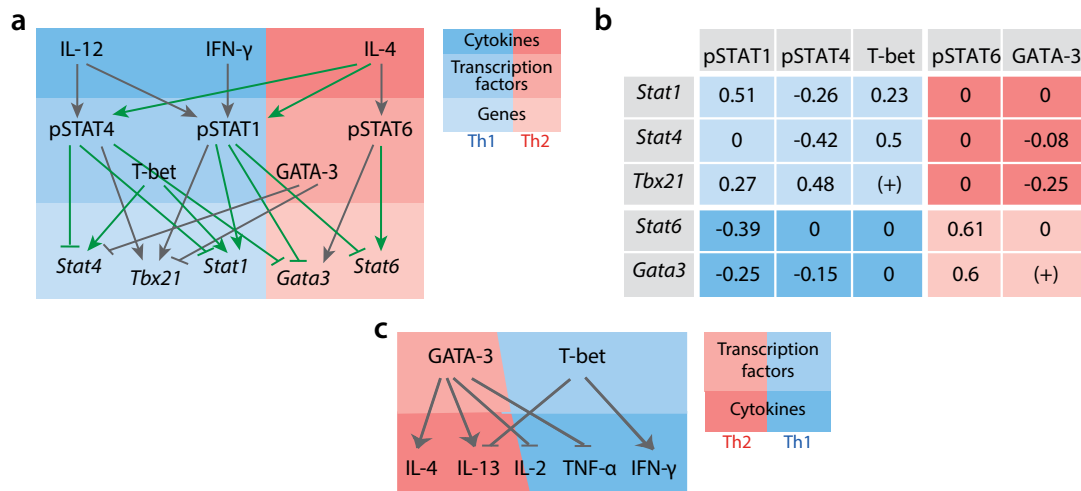 a
IL-12 IFN-γ IL-4
pSTAT4 pSTAT1 pSTAT6
T-bet GATA-3
Stat4 Tbx21 Stat1 Gata3 Stat6
Cytokines
Transcription
factors
Genes
Th1 Th2
b
pSTAT1 pSTAT4 T-bet pSTAT6 GATA-3
Stat1 0.51 -0.26 0.23 0 0
Stat4 0 -0.42 0.5 0 -0.08
Tbx21 0.27 0.48 (+) 0 -0.25
Stat6 -0.39 0 0 0.61 0
Gata3 -0.25 -0.15 0 0.6 (+)
c
GATA-3 T-bet
IL-4 IL-13 IL-2 TNF-α IFN-γ
Transcription
factors
Cytokines
Th2 Th1